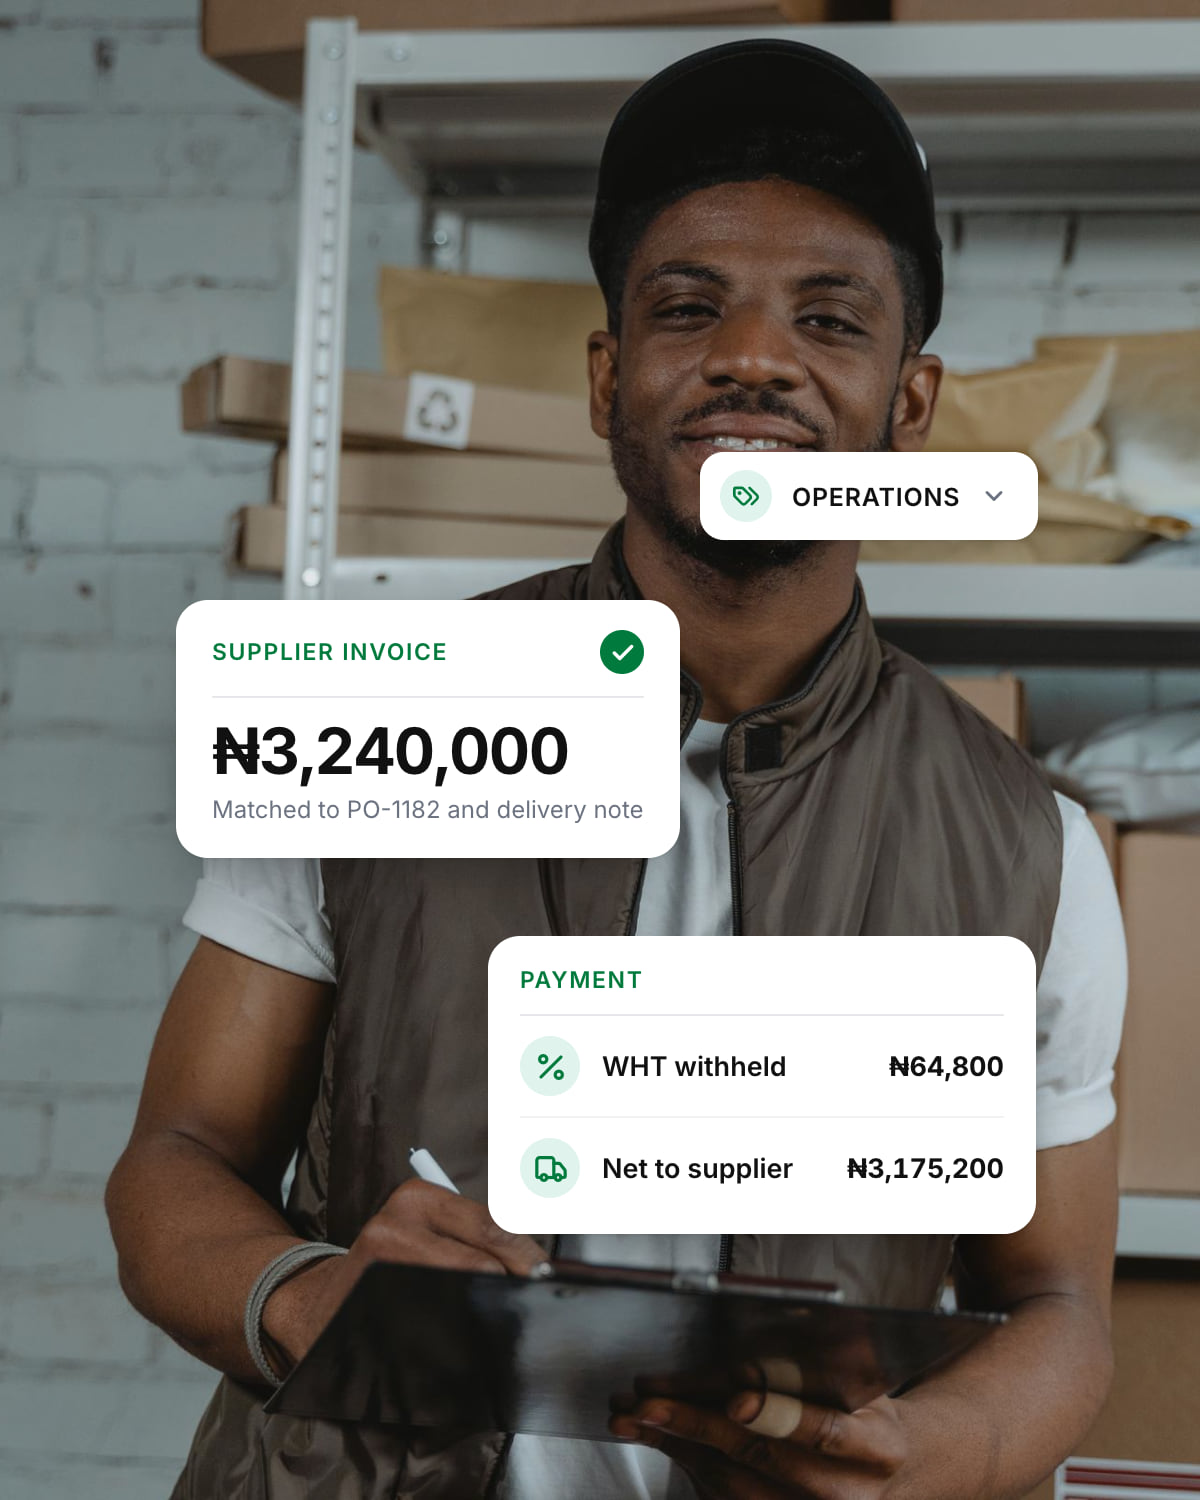 OPERATIONS
SUPPLIER INVOICE
₦3,240,000
Matched to PO-1182 and delivery note
PAYMENT
WHT withheld ₦64,800
Net to supplier ₦3,175,200